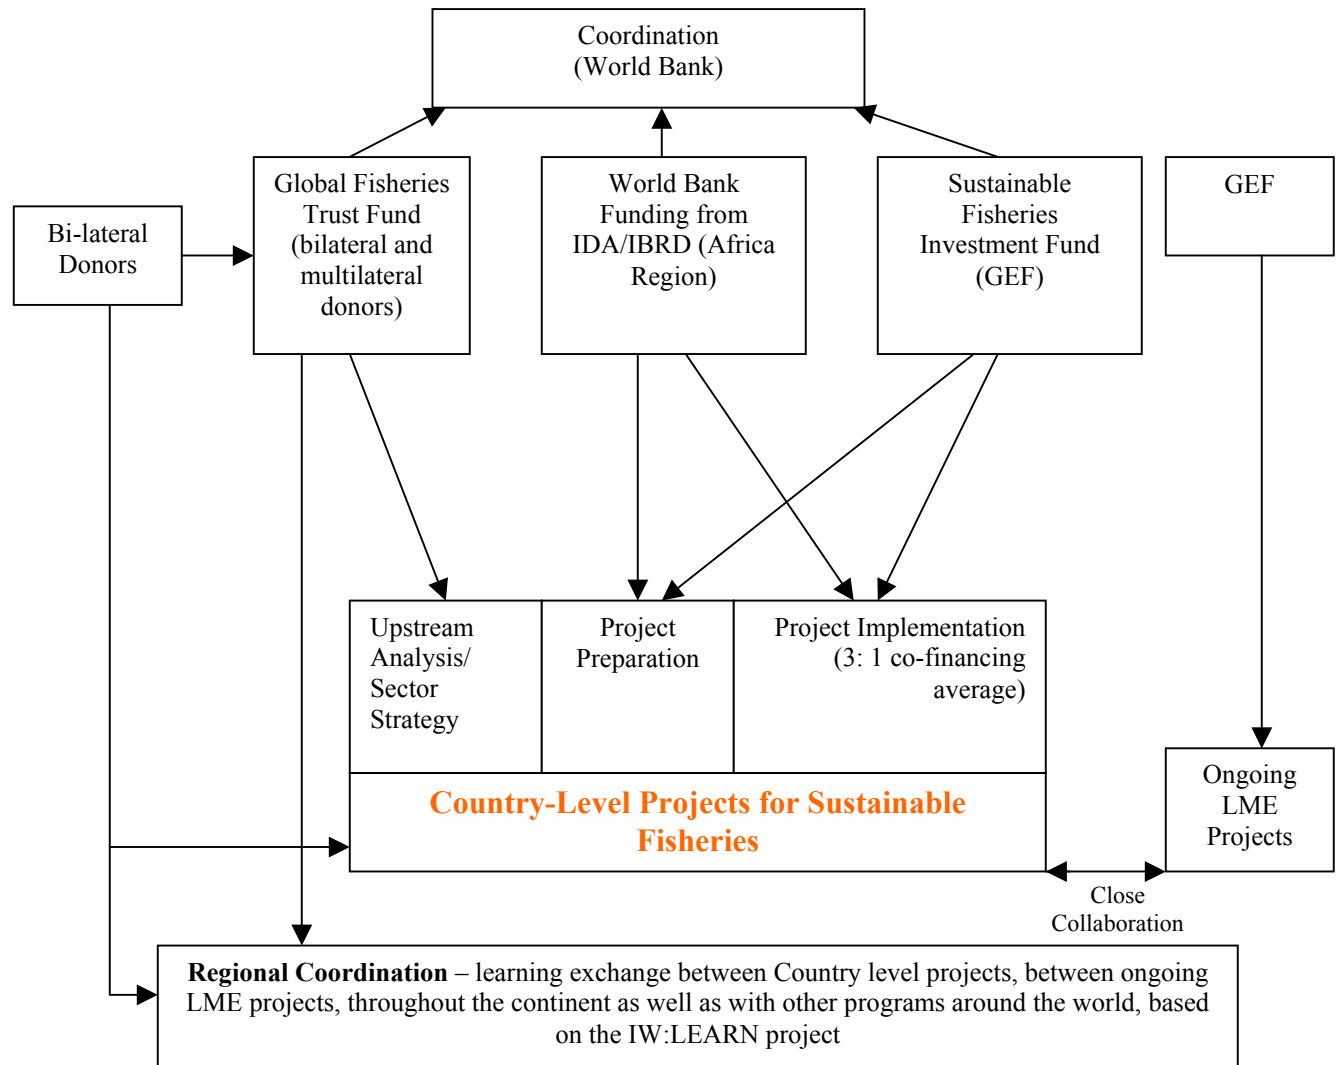 Coordination
(World Bank)
Global Fisheries
Trust Fund
(bilateral and
multilateral
donors)
World Bank
Funding from
IDA/IBRD (Africa
Region)
Sustainable
Fisheries
Investment Fund
(GEF)
GEF
Bi-lateral
Donors
Upstream
Analysis/
Sector
Strategy
Project
Preparation
Project Implementation
(3: 1 co-financing
average)
Country-Level Projects for Sustainable
Fisheries
Ongoing
LME
Projects
Close
Collaboration
Regional Coordination – learning exchange between Country level projects, between ongoing
LME projects, throughout the continent as well as with other programs around the world, based
on the IW:LEARN project